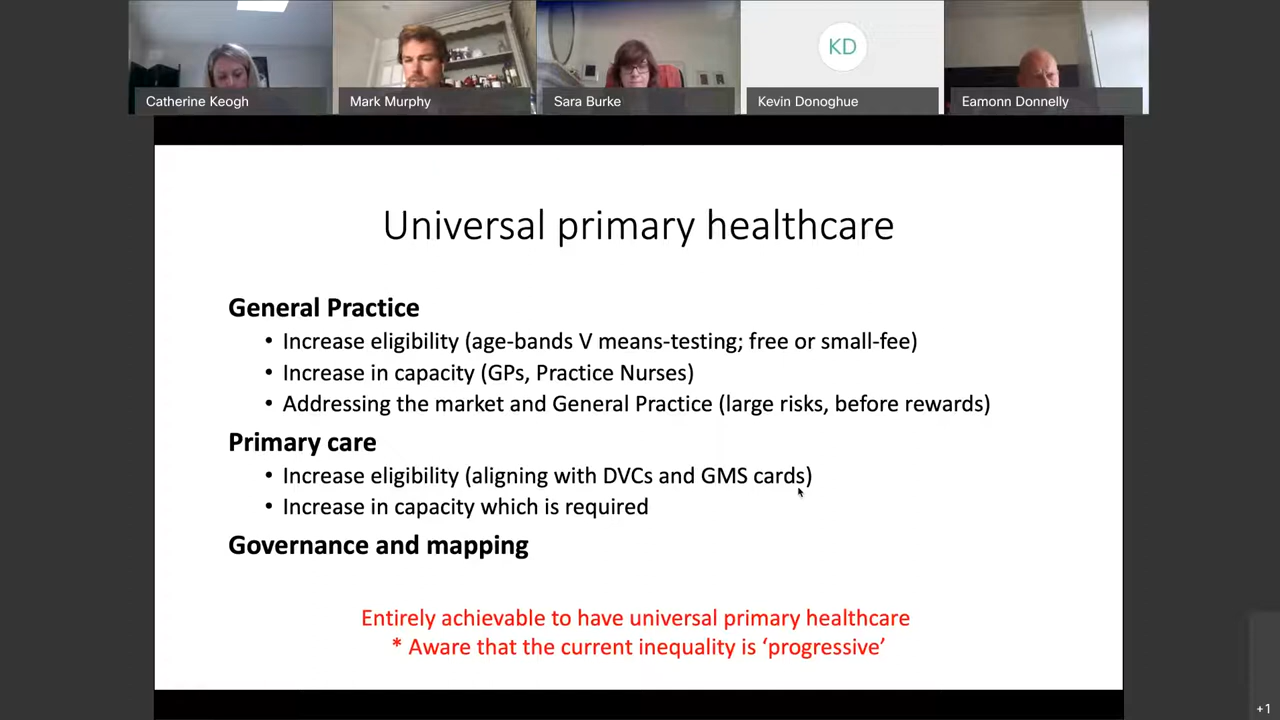 KD
Catherine Keogh
Mark Murphy
Sara Burke
Kevin Donoghue
Eamonn Donnelly
Universal primary healthcare
General Practice
• Increase eligibility (age-bands V means-testing; free or small-fee)
• Increase in capacity (GPs, Practice Nurses)
• Addressing the market and General Practice (large risks, before rewards)
Primary care
• Increase eligibility (aligning with DVCs and GMS cards)
• Increase in capacity which is required
Governance and mapping
Entirely achievable to have universal primary healthcare
* Aware that the current inequality is ‘progressive’
+1